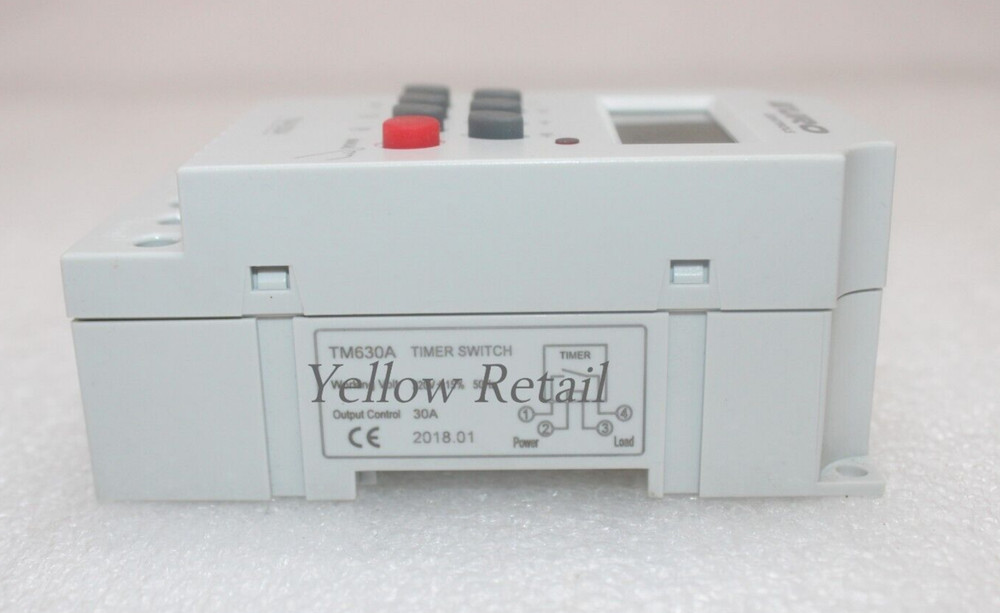 TM630A TIMER SWITCH
TIMER
Yellow Retail
Output Control 30A
1 4
2 3
CE 2018.01
Power Load